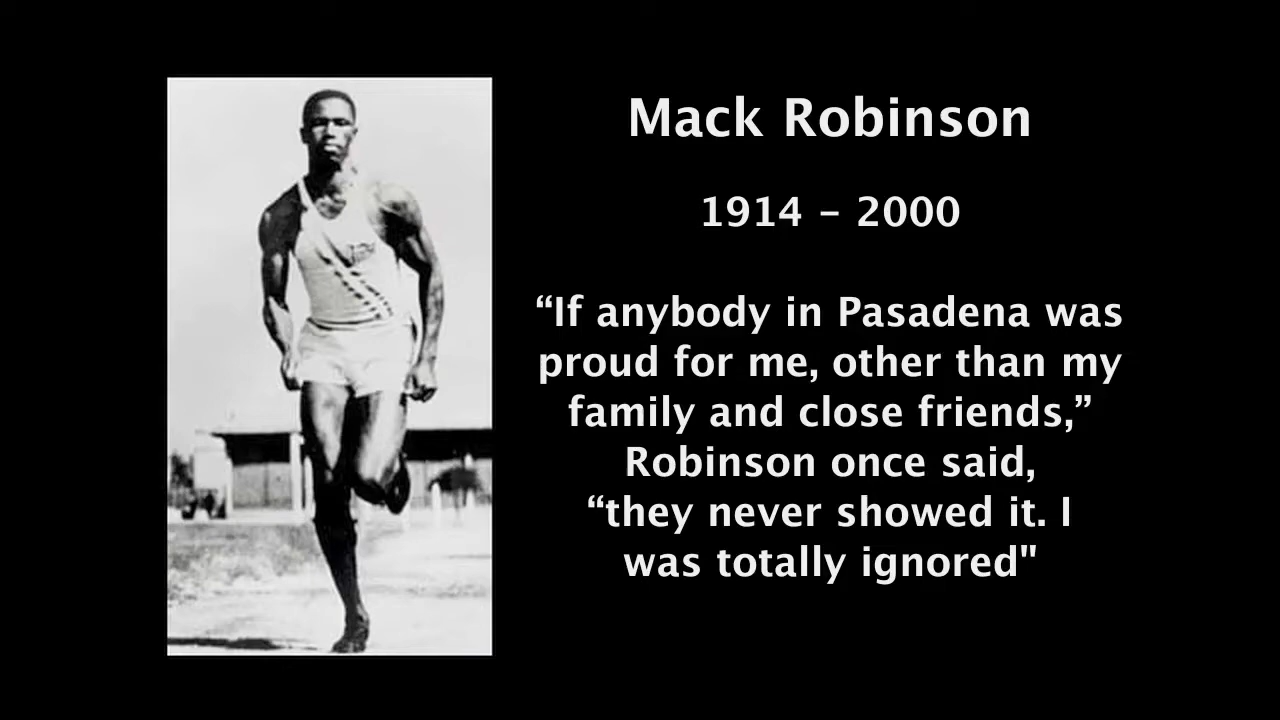 Mack Robinson
1914 – 2000
“If anybody in Pasadena was
proud for me, other than my
family and close friends,”
Robinson once said,
“they never showed it. I
was totally ignored"